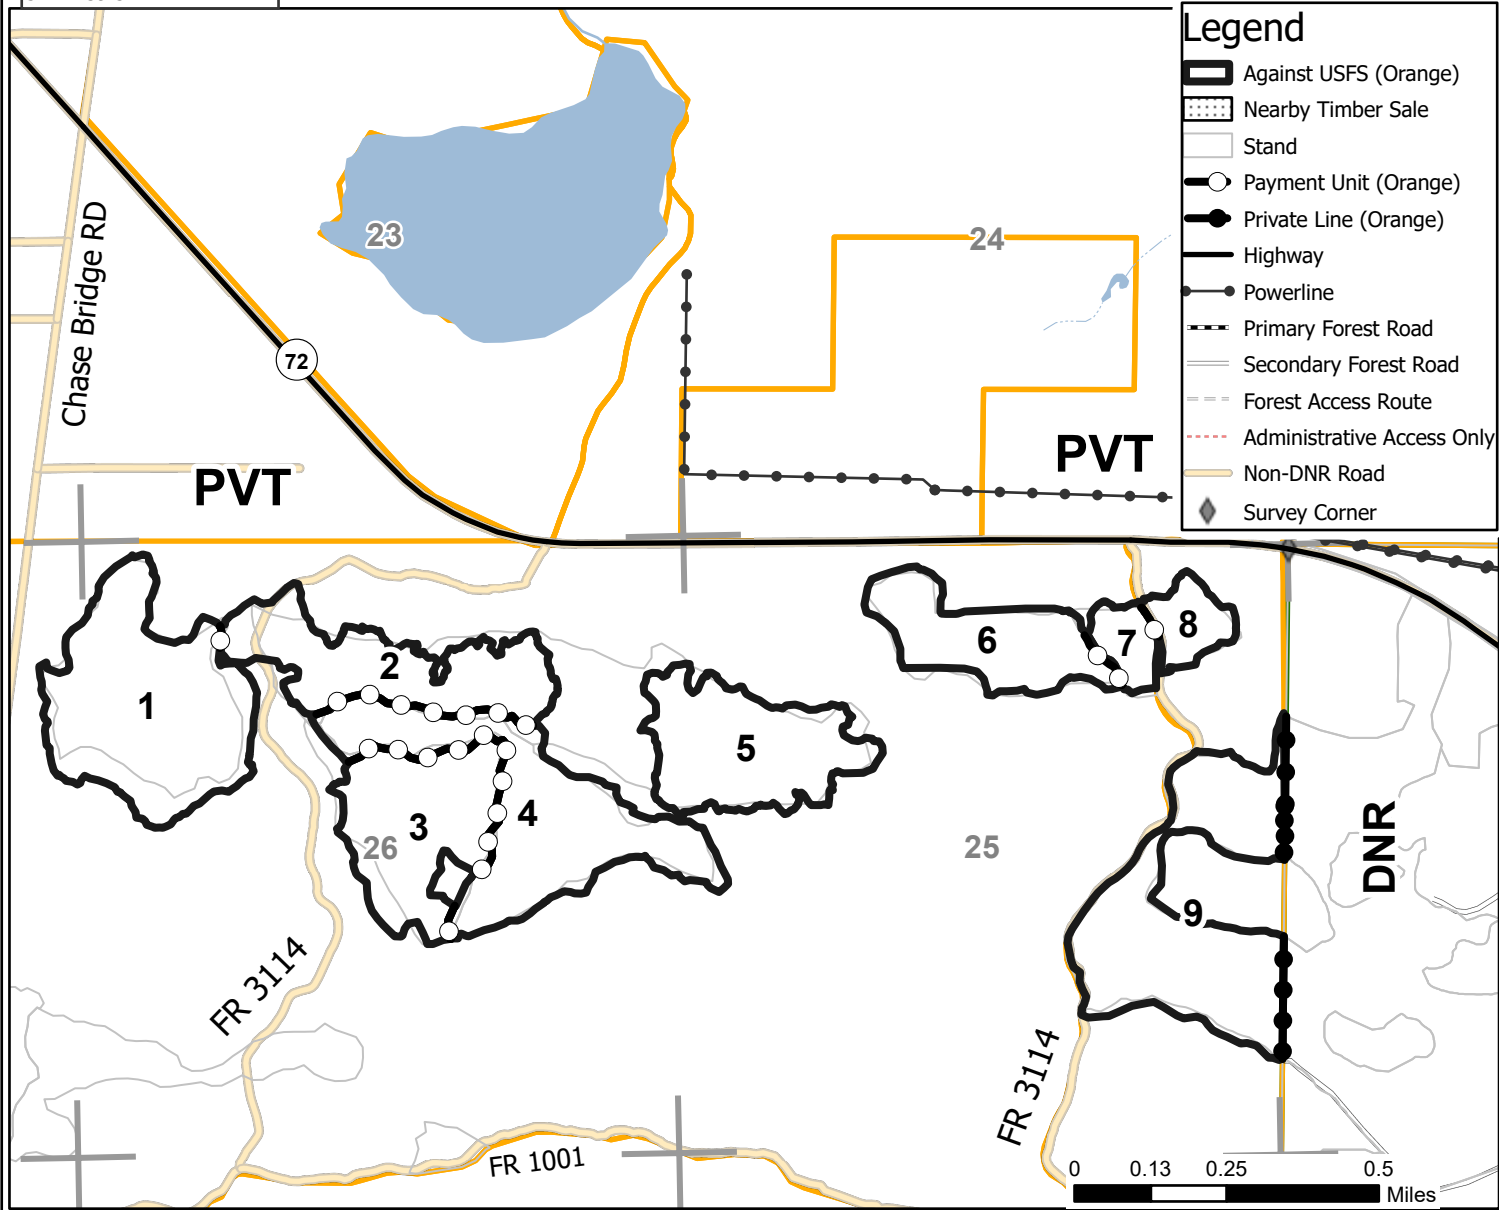 Legend
Against USFS (Orange)
Nearby Timber Sale
Stand
Payment Unit (Orange)
Private Line (Orange)
Highway
Powerline
Primary Forest Road
Secondary Forest Road
Forest Access Route
Administrative Access Only
Non-DNR Road
Survey Corner
23
24
Chase Bridge RD
72
PVT
PVT
1
2
3
4
5
6
7
8
9
26
25
DNR
FR 3114
FR 3114
FR 1001
0 0.13 0.25 0.5
Miles